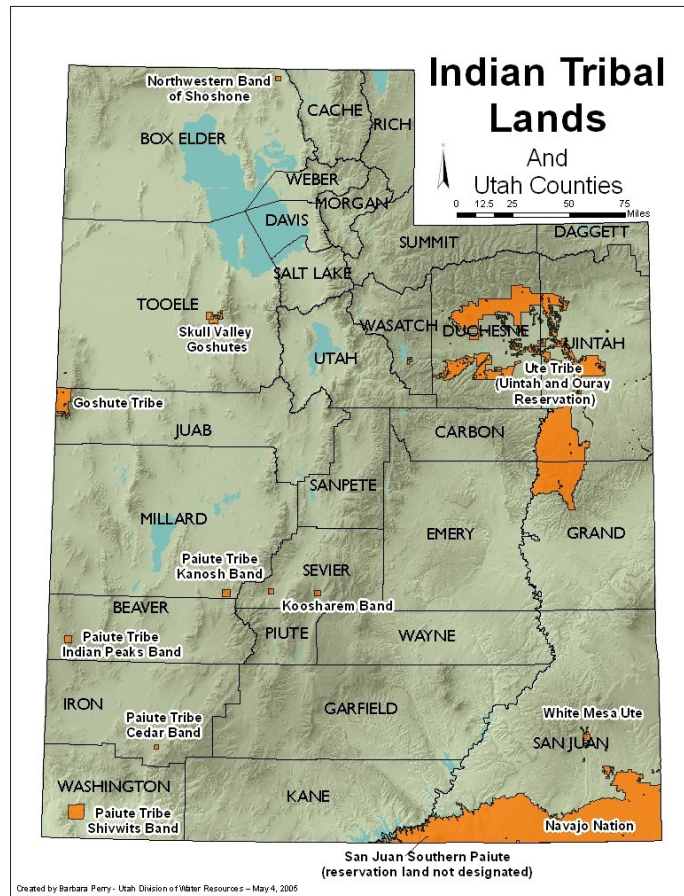 Indian Tribal
Lands
And
Utah Counties
0 12.5 25 50 75
Miles
Northwestern Band
of Shoshone
CACHE
RICH
BOX ELDER
WEBER
MORGAN
DAVIS
SUMMIT
DAGGETT
SALT LAKE
TOOELE
Skull Valley
Goshutes
WASATCH
DUCHESNE
UINTAH
UTAH
Ute Tribe
(Uintah and Ouray
Reservation)
Goshute Tribe
JUAB
CARBON
SANPETE
MILLARD
EMERY
GRAND
Paiute Tribe
Kanosh Band
SEVIER
Koosharem Band
BEAVER
PIUTE
WAYNE
Paiute Tribe
Indian Peaks Band
IRON
GARFIELD
Paiute Tribe
Cedar Band
White Mesa Ute
SAN JUAN
WASHINGTON
KANE
Paiute Tribe
Shivwits Band
Navajo Nation
San Juan Southern Paiute
(reservation land not designated)
Created by Barbara Perry - Utah Division of Water Resources – May 4, 2005